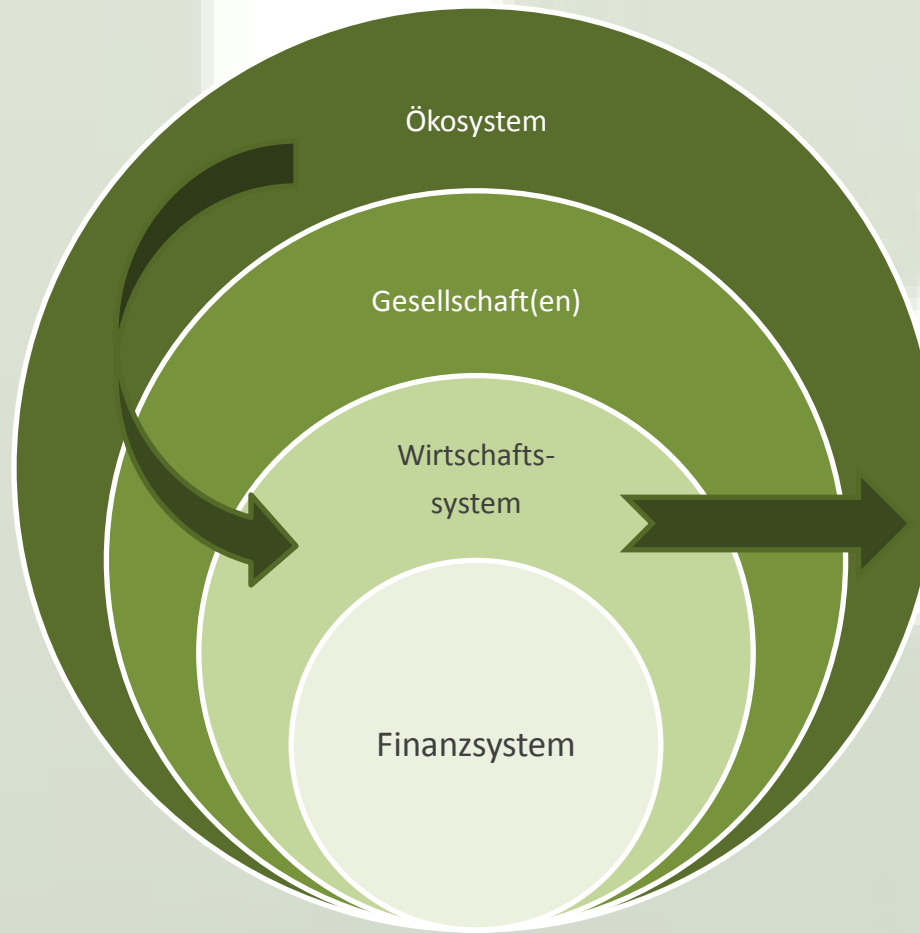 Ökosystem
Gesellschaft(en)
Wirtschafts-
system
Finanzsystem